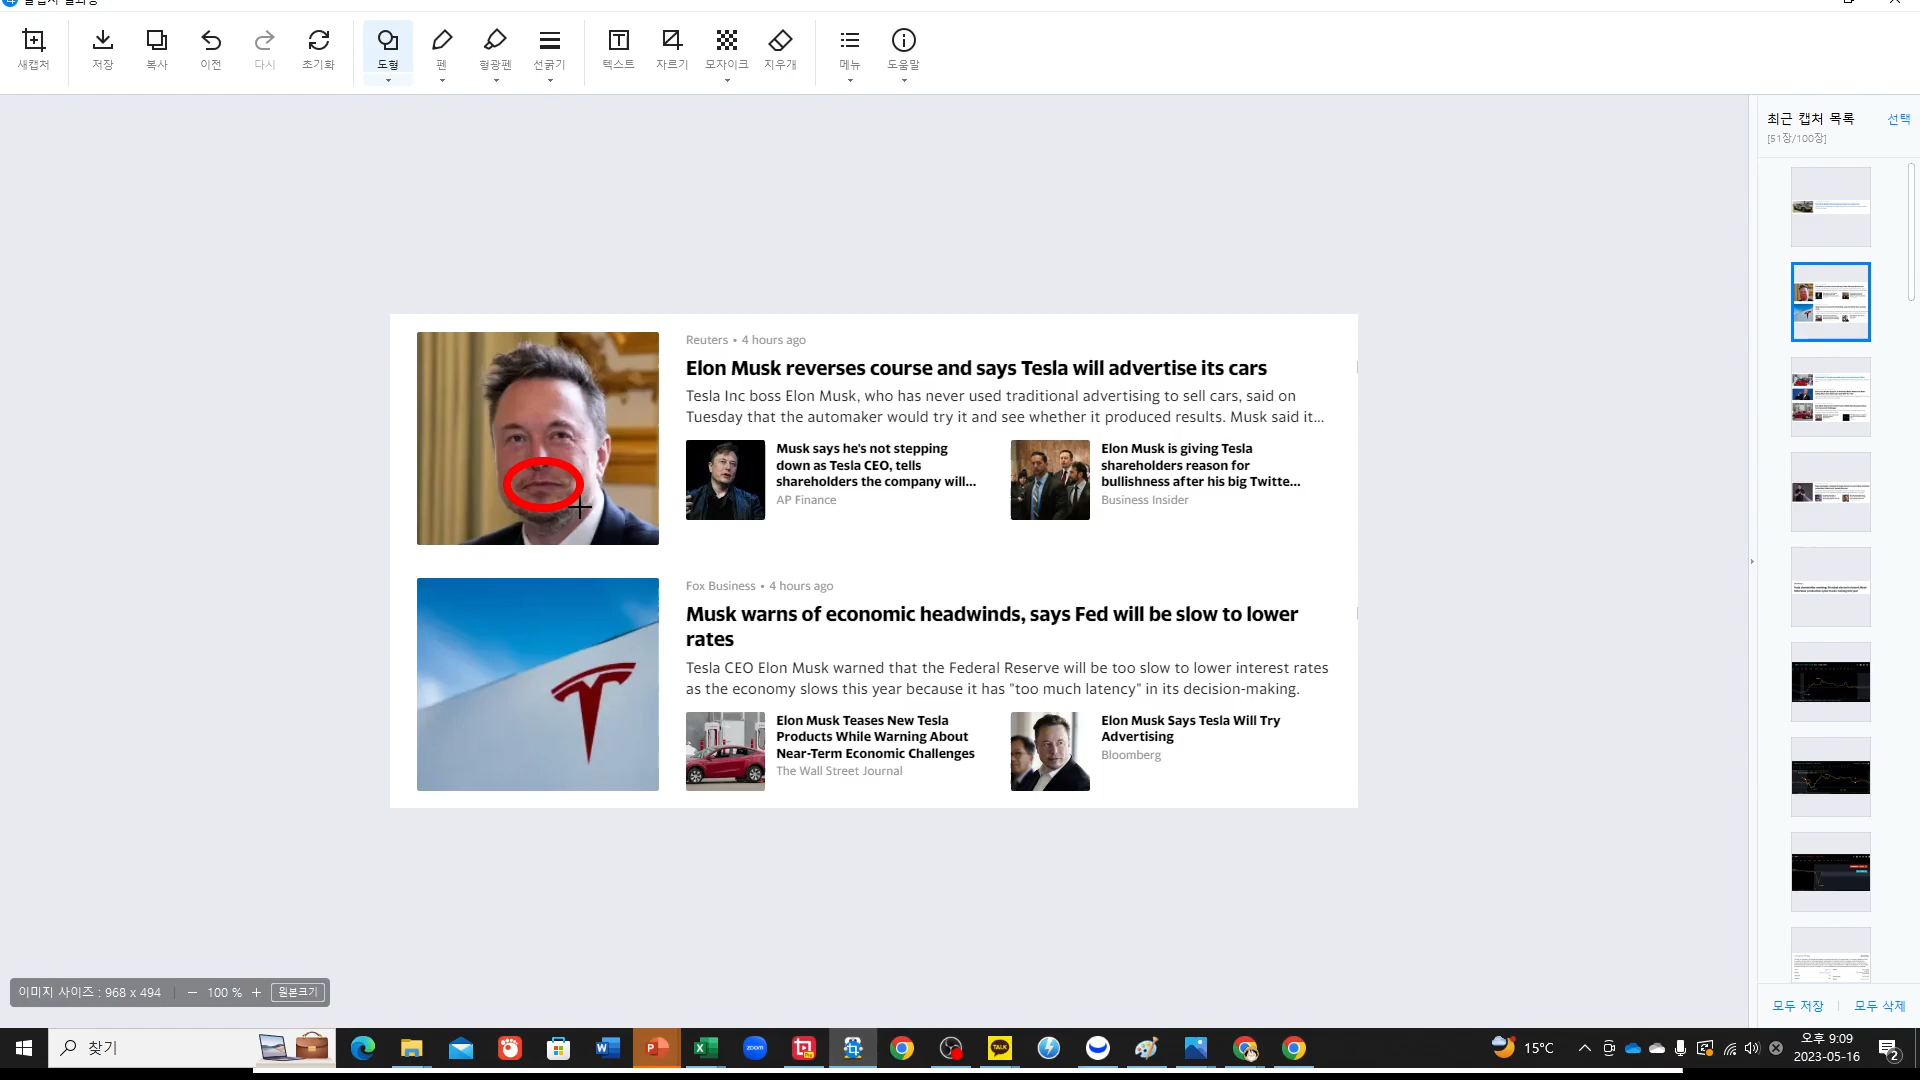 새캡처
저장
복사
이전
다시
초기화
도형
펜
형광펜
선굵기
텍스트
자르기
모자이크
지우개
메뉴
도움말
최근 캡처 목록
선택
[51장/100장]
Reuters • 4 hours ago
Elon Musk reverses course and says Tesla will advertise its cars
Tesla Inc boss Elon Musk, who has never used traditional advertising to sell cars, said on
Tuesday that the automaker would try it and see whether it produced results. Musk said it...
Musk says he's not stepping
down as Tesla CEO, tells
shareholders the company will...
AP Finance
Elon Musk is giving Tesla
shareholders reason for
bullishness after his big Twitte...
Business Insider
Fox Business • 4 hours ago
Musk warns of economic headwinds, says Fed will be slow to lower
rates
Tesla CEO Elon Musk warned that the Federal Reserve will be too slow to lower interest rates
as the economy slows this year because it has "too much latency" in its decision-making.
Elon Musk Teases New Tesla
Products While Warning About
Near-Term Economic Challenges
The Wall Street Journal
Elon Musk Says Tesla Will Try
Advertising
Bloomberg
이미지 사이즈 : 968 x 494
100 %
원본크기
모두 저장
모두 삭제
찾기
zoom
TALK
15°C
오후 9:09
2023-05-16
2